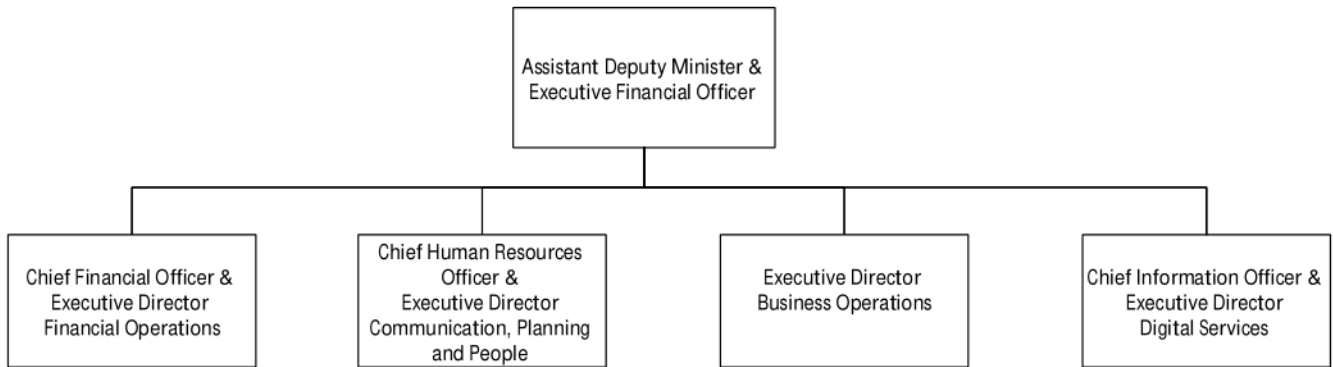 Assistant Deputy Minister &
Executive Financial Officer
Chief Financial Officer &
Executive Director
Financial Operations
Chief Human Resources
Officer &
Executive Director
Communication, Planning
and People
Executive Director
Business Operations
Chief Information Officer &
Executive Director
Digital Services